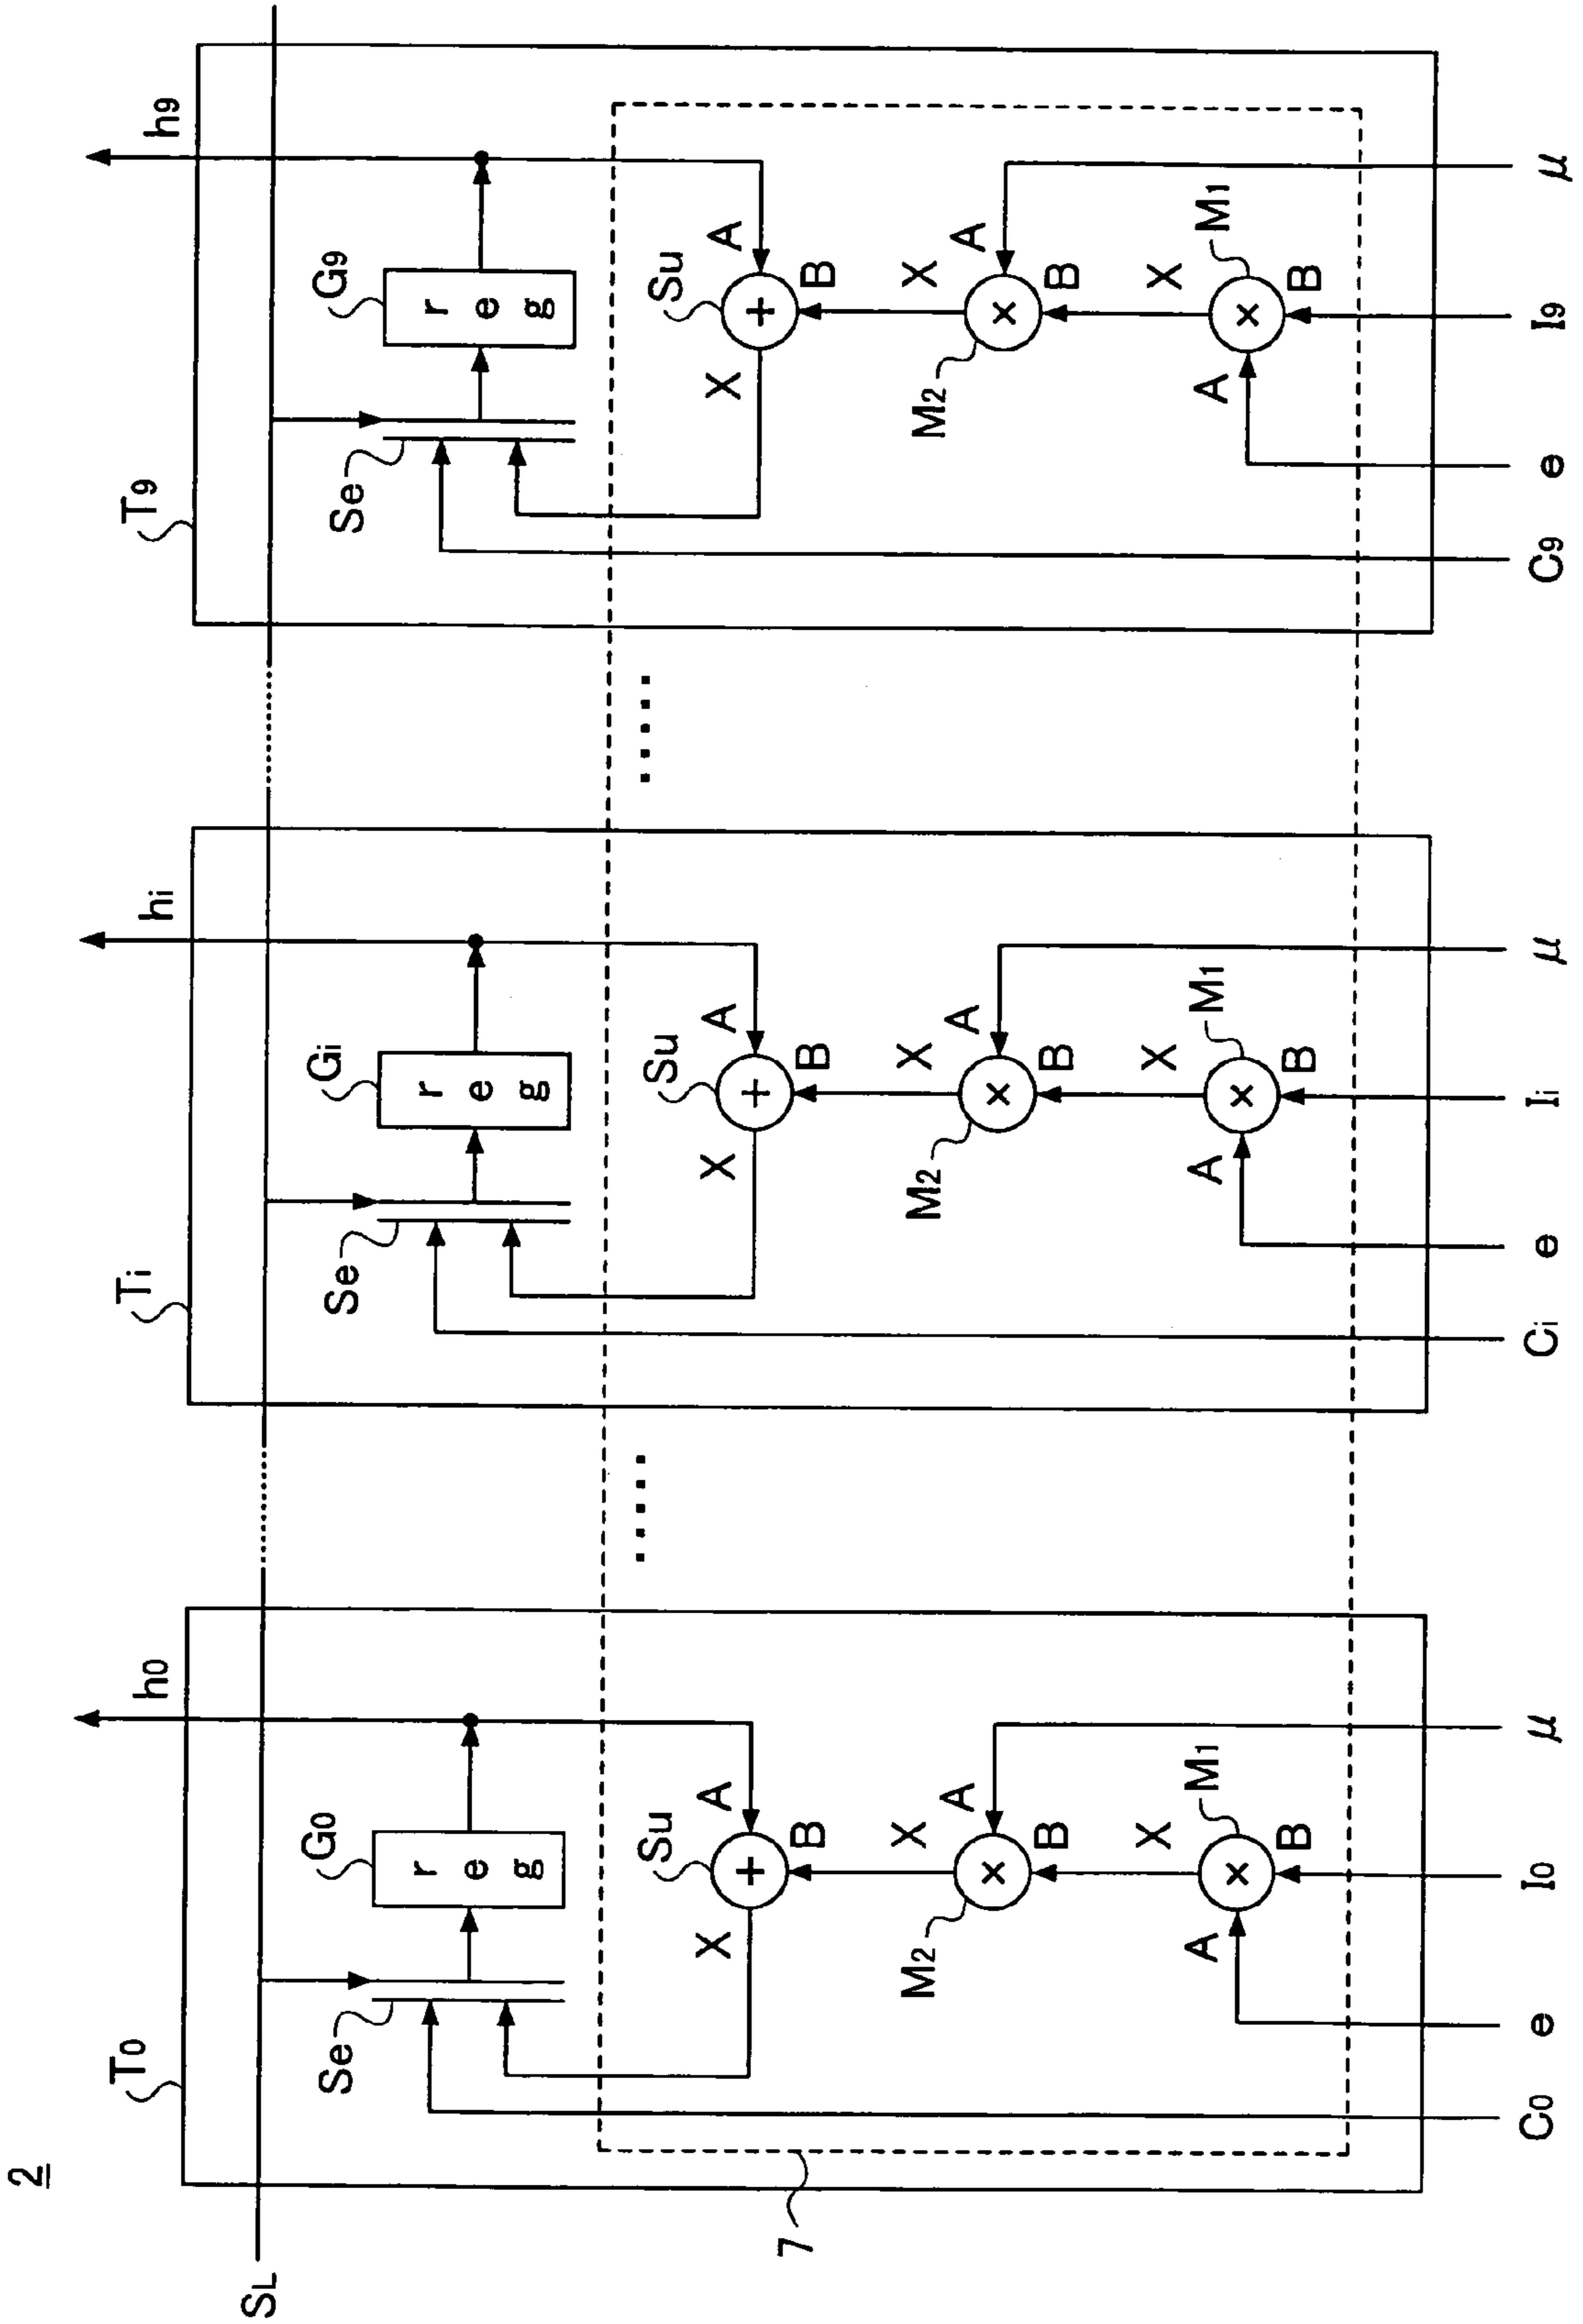 2
SL
T0
Se
G0
r e g
h0
Su
A
B
X
M2
X
A
B
M1
X
A
B
7
C0
e
I0
μ
.....
Ti
Se
Gi
r e g
hi
Su
A
B
X
M2
X
A
B
M1
X
A
B
Ci
e
Ii
μ
.....
T9
Se
G9
r e g
h9
Su
A
B
X
M2
X
A
B
M1
X
A
B
C9
e
I9
μ